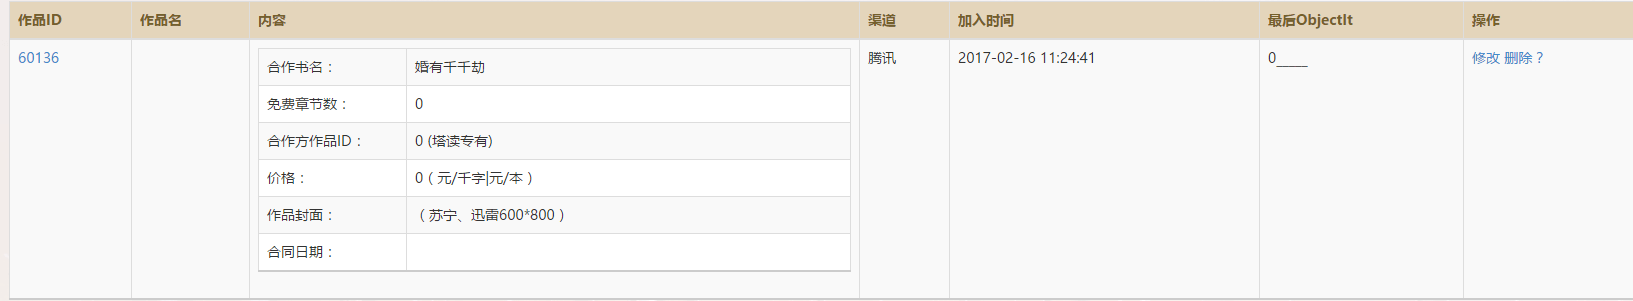 作品ID 作品名 内容 渠道 加入时间 最后ObjectIt 操作
60136 腾讯 2017-02-16 11:24:41 0_____ 修改 删除？
合作书名： 婚有千千劫
免费章节数： 0
合作方作品ID： 0 (塔读专有)
价格： 0（ 元/千字|元/本 ）
作品封面： （ 苏宁、迅雷600*800 ）
合同日期：